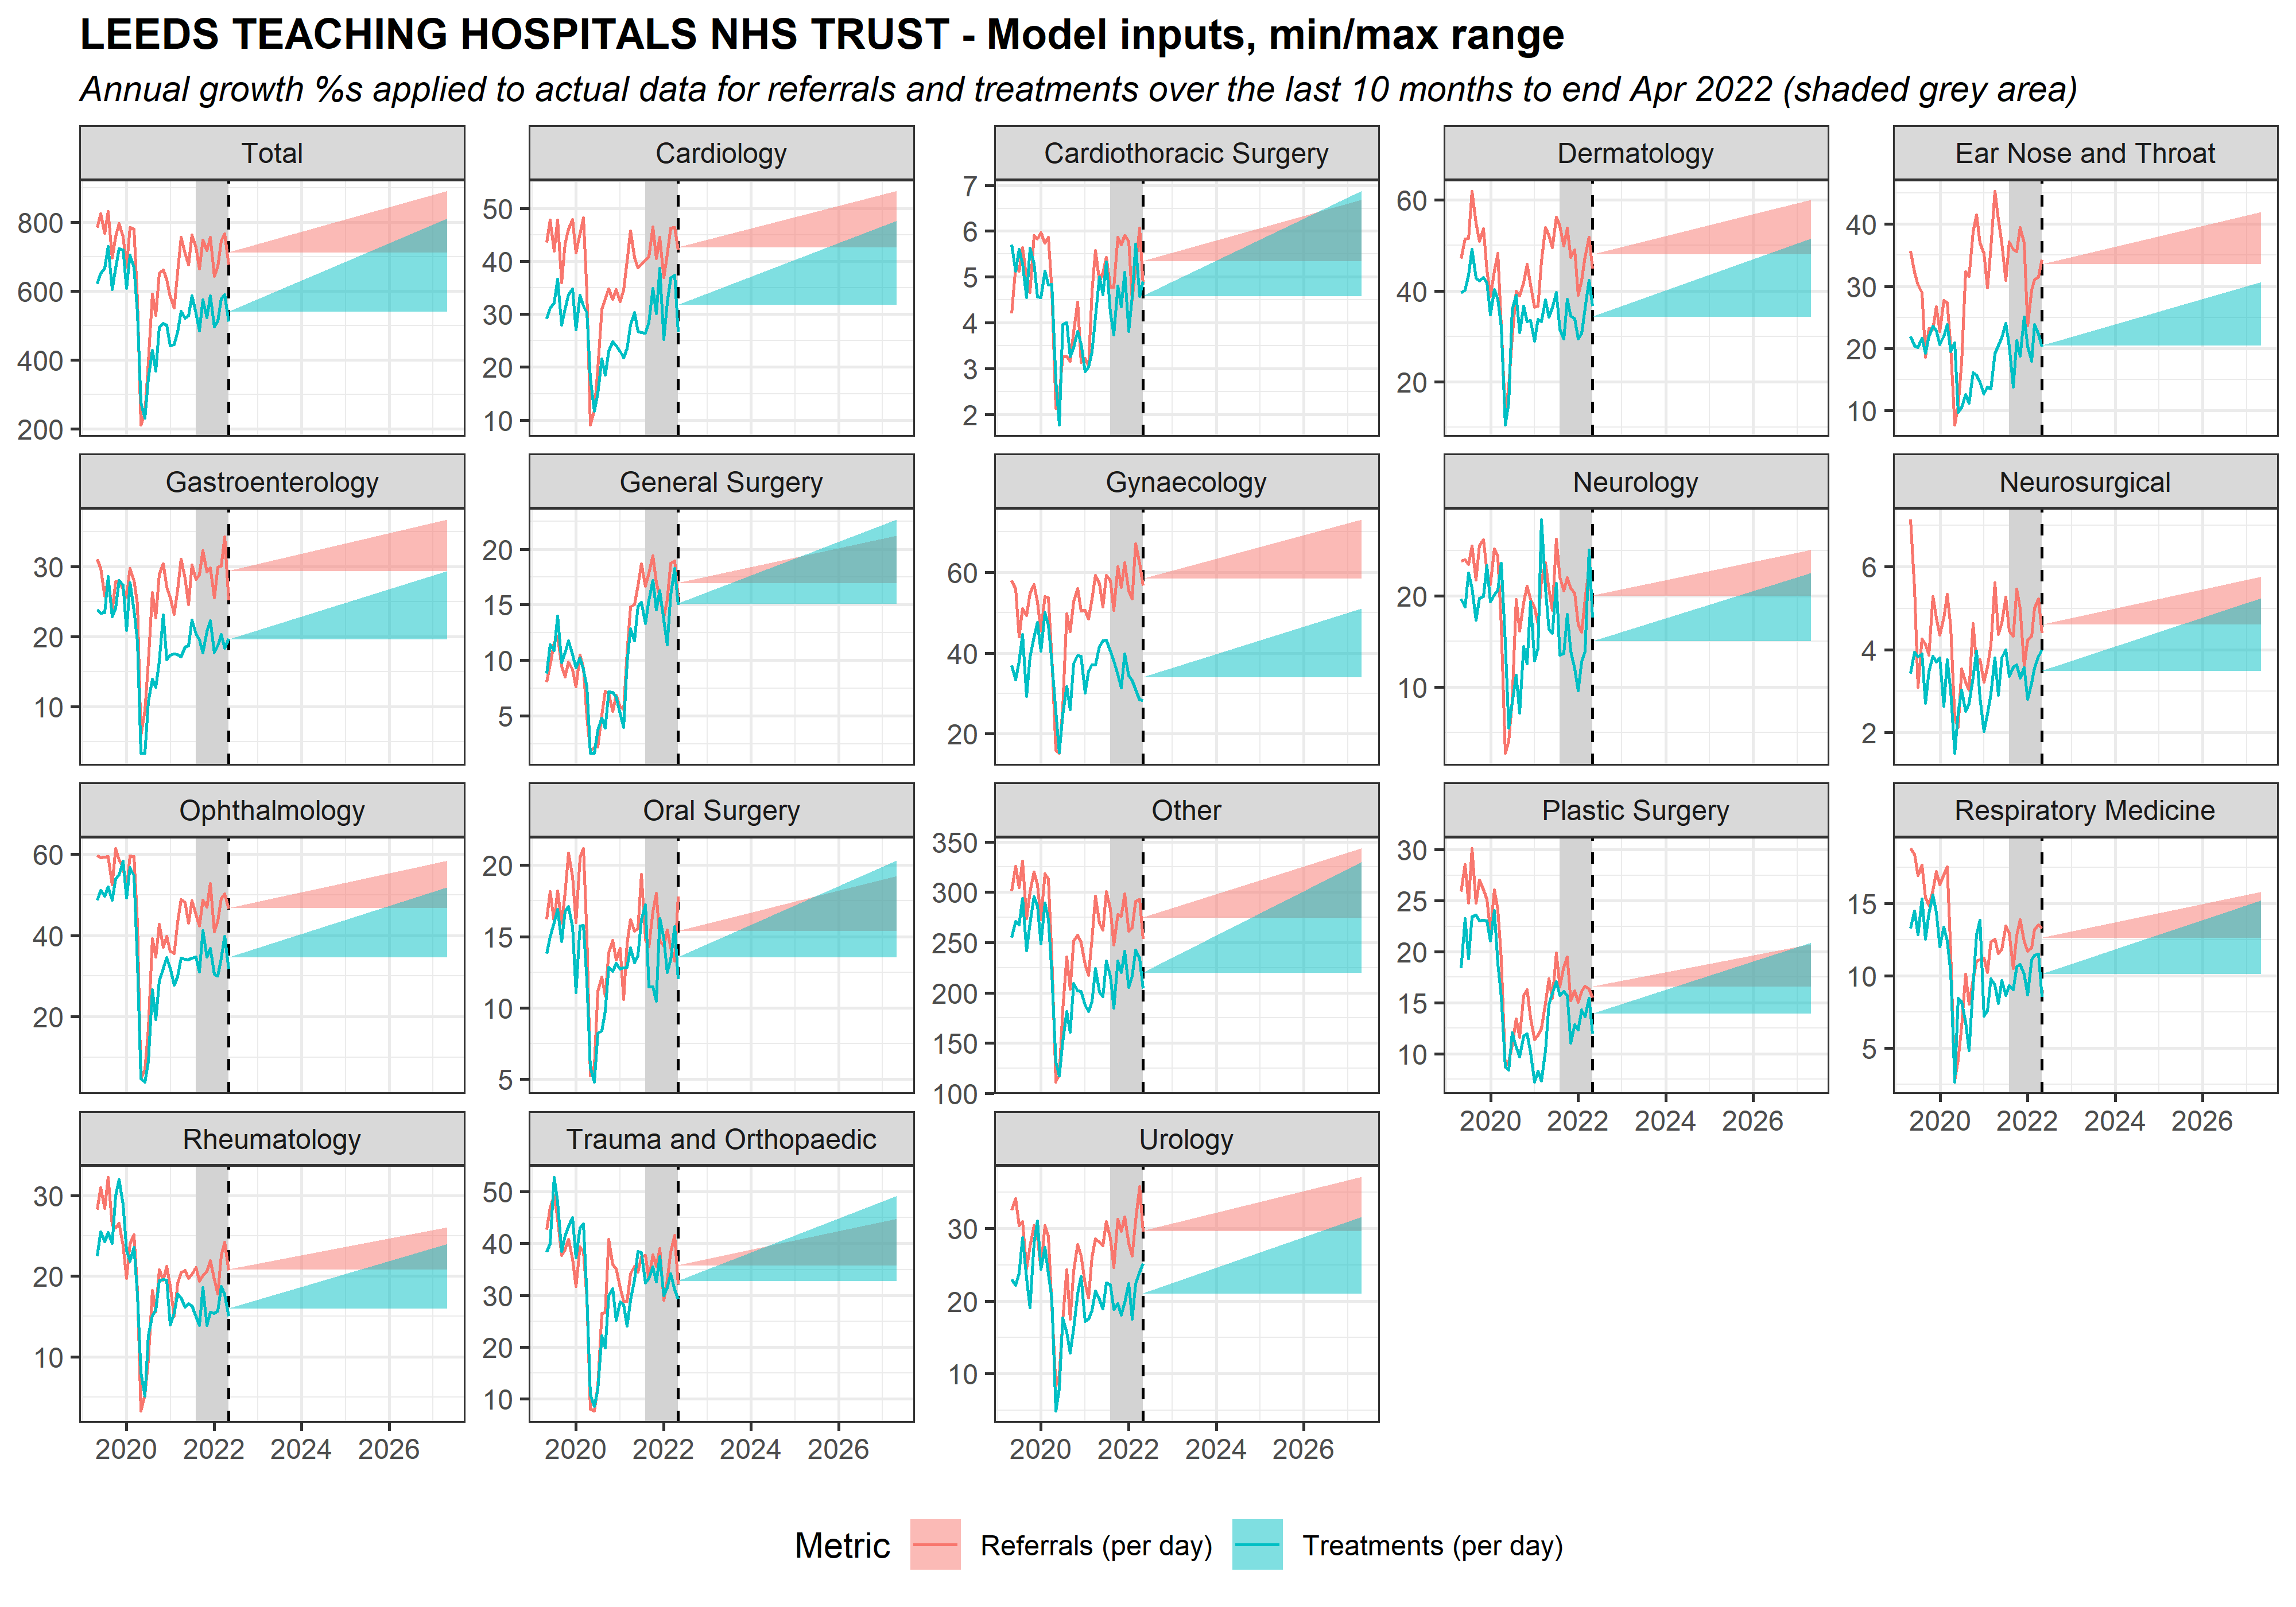 LEEDS TEACHING HOSPITALS NHS TRUST - Model inputs, min/max range
Annual growth %s applied to actual data for referrals and treatments over the last 10 months to end Apr 2022 (shaded grey area)
Total
800
600
400
200
Cardiology
50
40
30
20
10
Cardiothoracic Surgery
7
6
5
4
3
2
Dermatology
60
40
20
Ear Nose and Throat
40
30
20
10
Gastroenterology
30
20
10
General Surgery
20
15
10
5
Gynaecology
60
40
20
Neurology
20
10
Neurosurgical
6
4
2
Ophthalmology
60
40
20
Oral Surgery
20
15
10
5
Other
350
300
250
200
150
100
Plastic Surgery
30
25
20
15
10
2020 2022 2024 2026
Respiratory Medicine
15
10
5
2020 2022 2024 2026
Rheumatology
30
20
10
2020 2022 2024 2026
Trauma and Orthopaedic
50
40
30
20
10
2020 2022 2024 2026
Urology
30
20
10
2020 2022 2024 2026
Metric Referrals (per day) Treatments (per day)